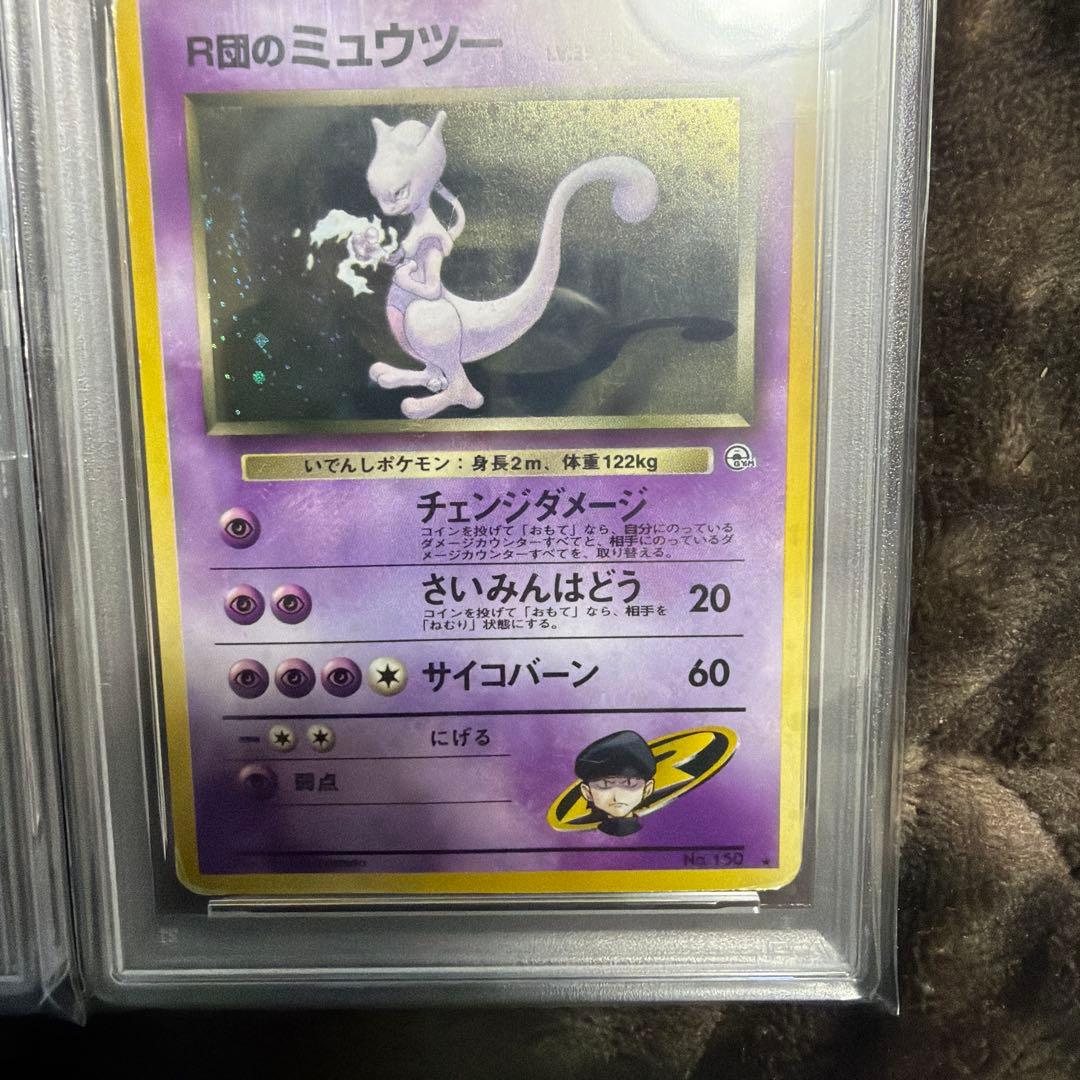 R団のミュウツー
いでんしポケモン：身長2m、体重122kg
GYM
チェンジダメージ
コインを投げて「おもて」なら、自分にのっている
ダメージカウンターすべてと、相手にのっているダ
メージカウンターすべてを、取り替える。
さいみんはどう 20
コインを投げて「おもて」なら、相手を
「ねむり」状態にする。
サイコバーン 60
にげる
弱点
No. 150 ★